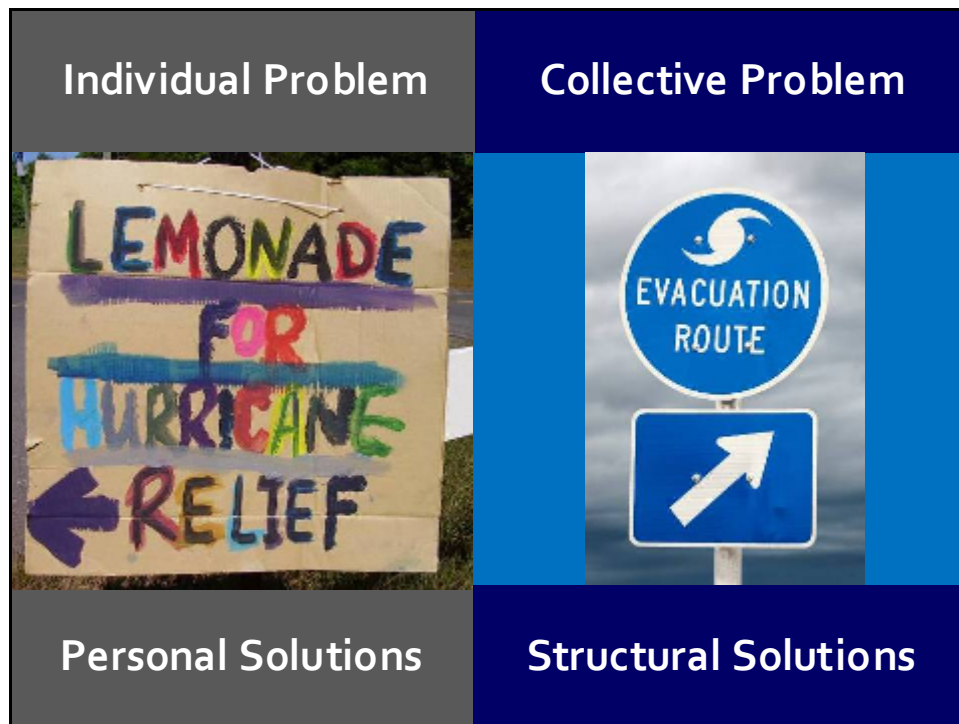 Individual Problem
Collective Problem
LEMONADE
FOR
HURRICANE
RELIEF
EVACUATION
ROUTE
Personal Solutions
Structural Solutions